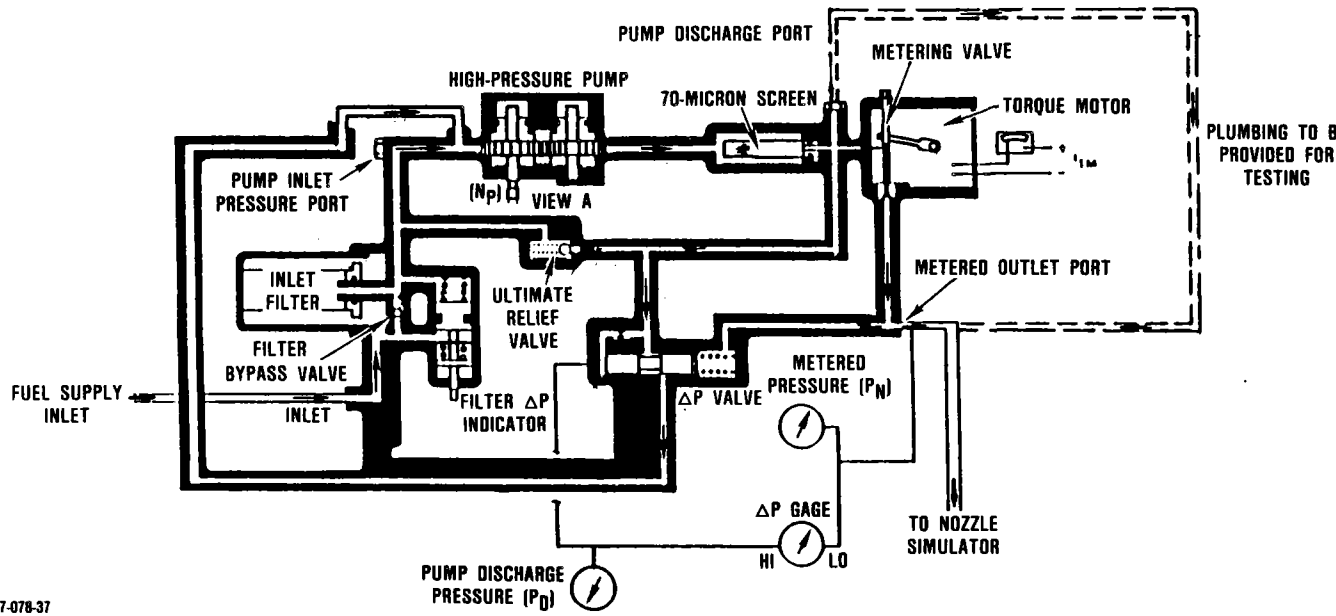 PUMP DISCHARGE PORT
METERING VALVE
HIGH-PRESSURE PUMP
70-MICRON SCREEN
TORQUE MOTOR
PLUMBING TO B
PROVIDED FOR
TESTING
PUMP INLET
PRESSURE PORT
(NP)
VIEW A
METERED OUTLET PORT
INLET
FILTER
ULTIMATE
RELIEF
VALVE
FILTER
BYPASS VALVE
METERED
PRESSURE (PN)
FUEL SUPPLY
INLET
INLET
FILTER △P
INDICATOR
△P VALVE
△P GAGE
HI
LO
TO NOZZLE
SIMULATOR
PUMP DISCHARGE
PRESSURE (PD)
7-078-37